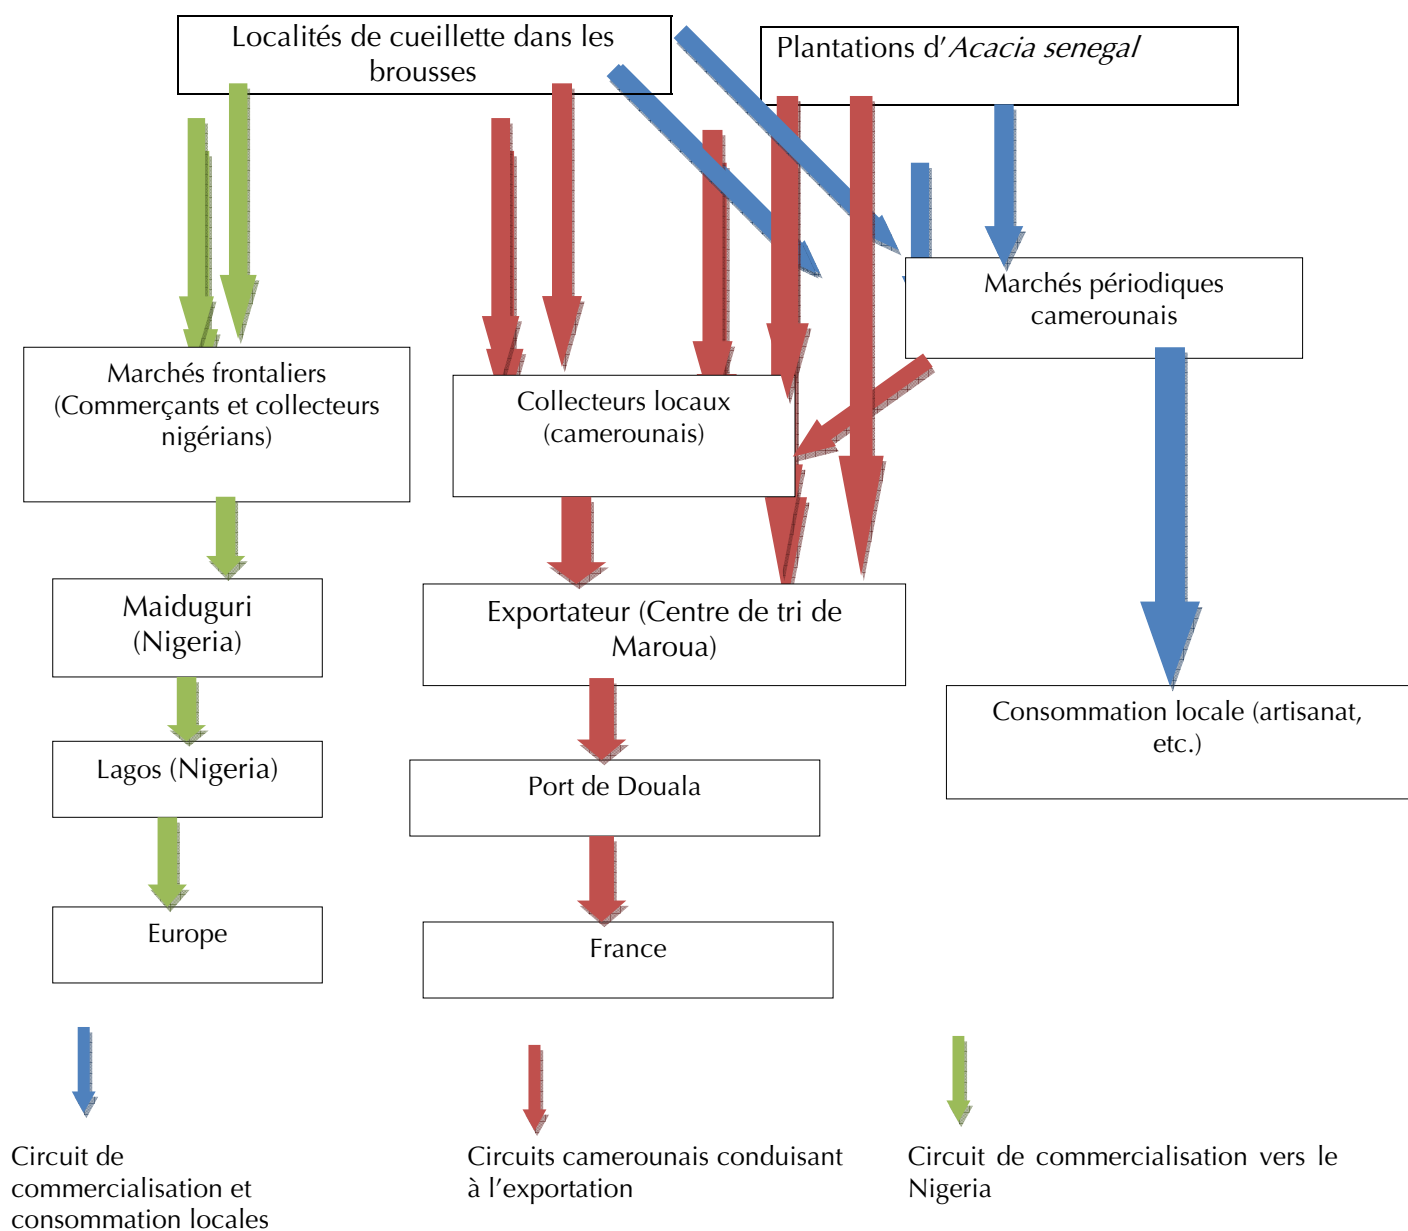 Localités de cueillette dans les
brousses
Plantations d'Acacia senegal
Marchés périodiques
camerounais
Marchés frontaliers
(Commerçants et collecteurs
nigérians)
Collecteurs locaux
(camerounais)
Maiduguri
(Nigeria)
Exportateur (Centre de tri de
Maroua)
Consommation locale (artisanat,
etc.)
Lagos (Nigeria)
Port de Douala
Europe
France
Circuit de
commercialisation et
consommation locales
Circuits camerounais conduisant
à l'exportation
Circuit de commercialisation vers le
Nigeria